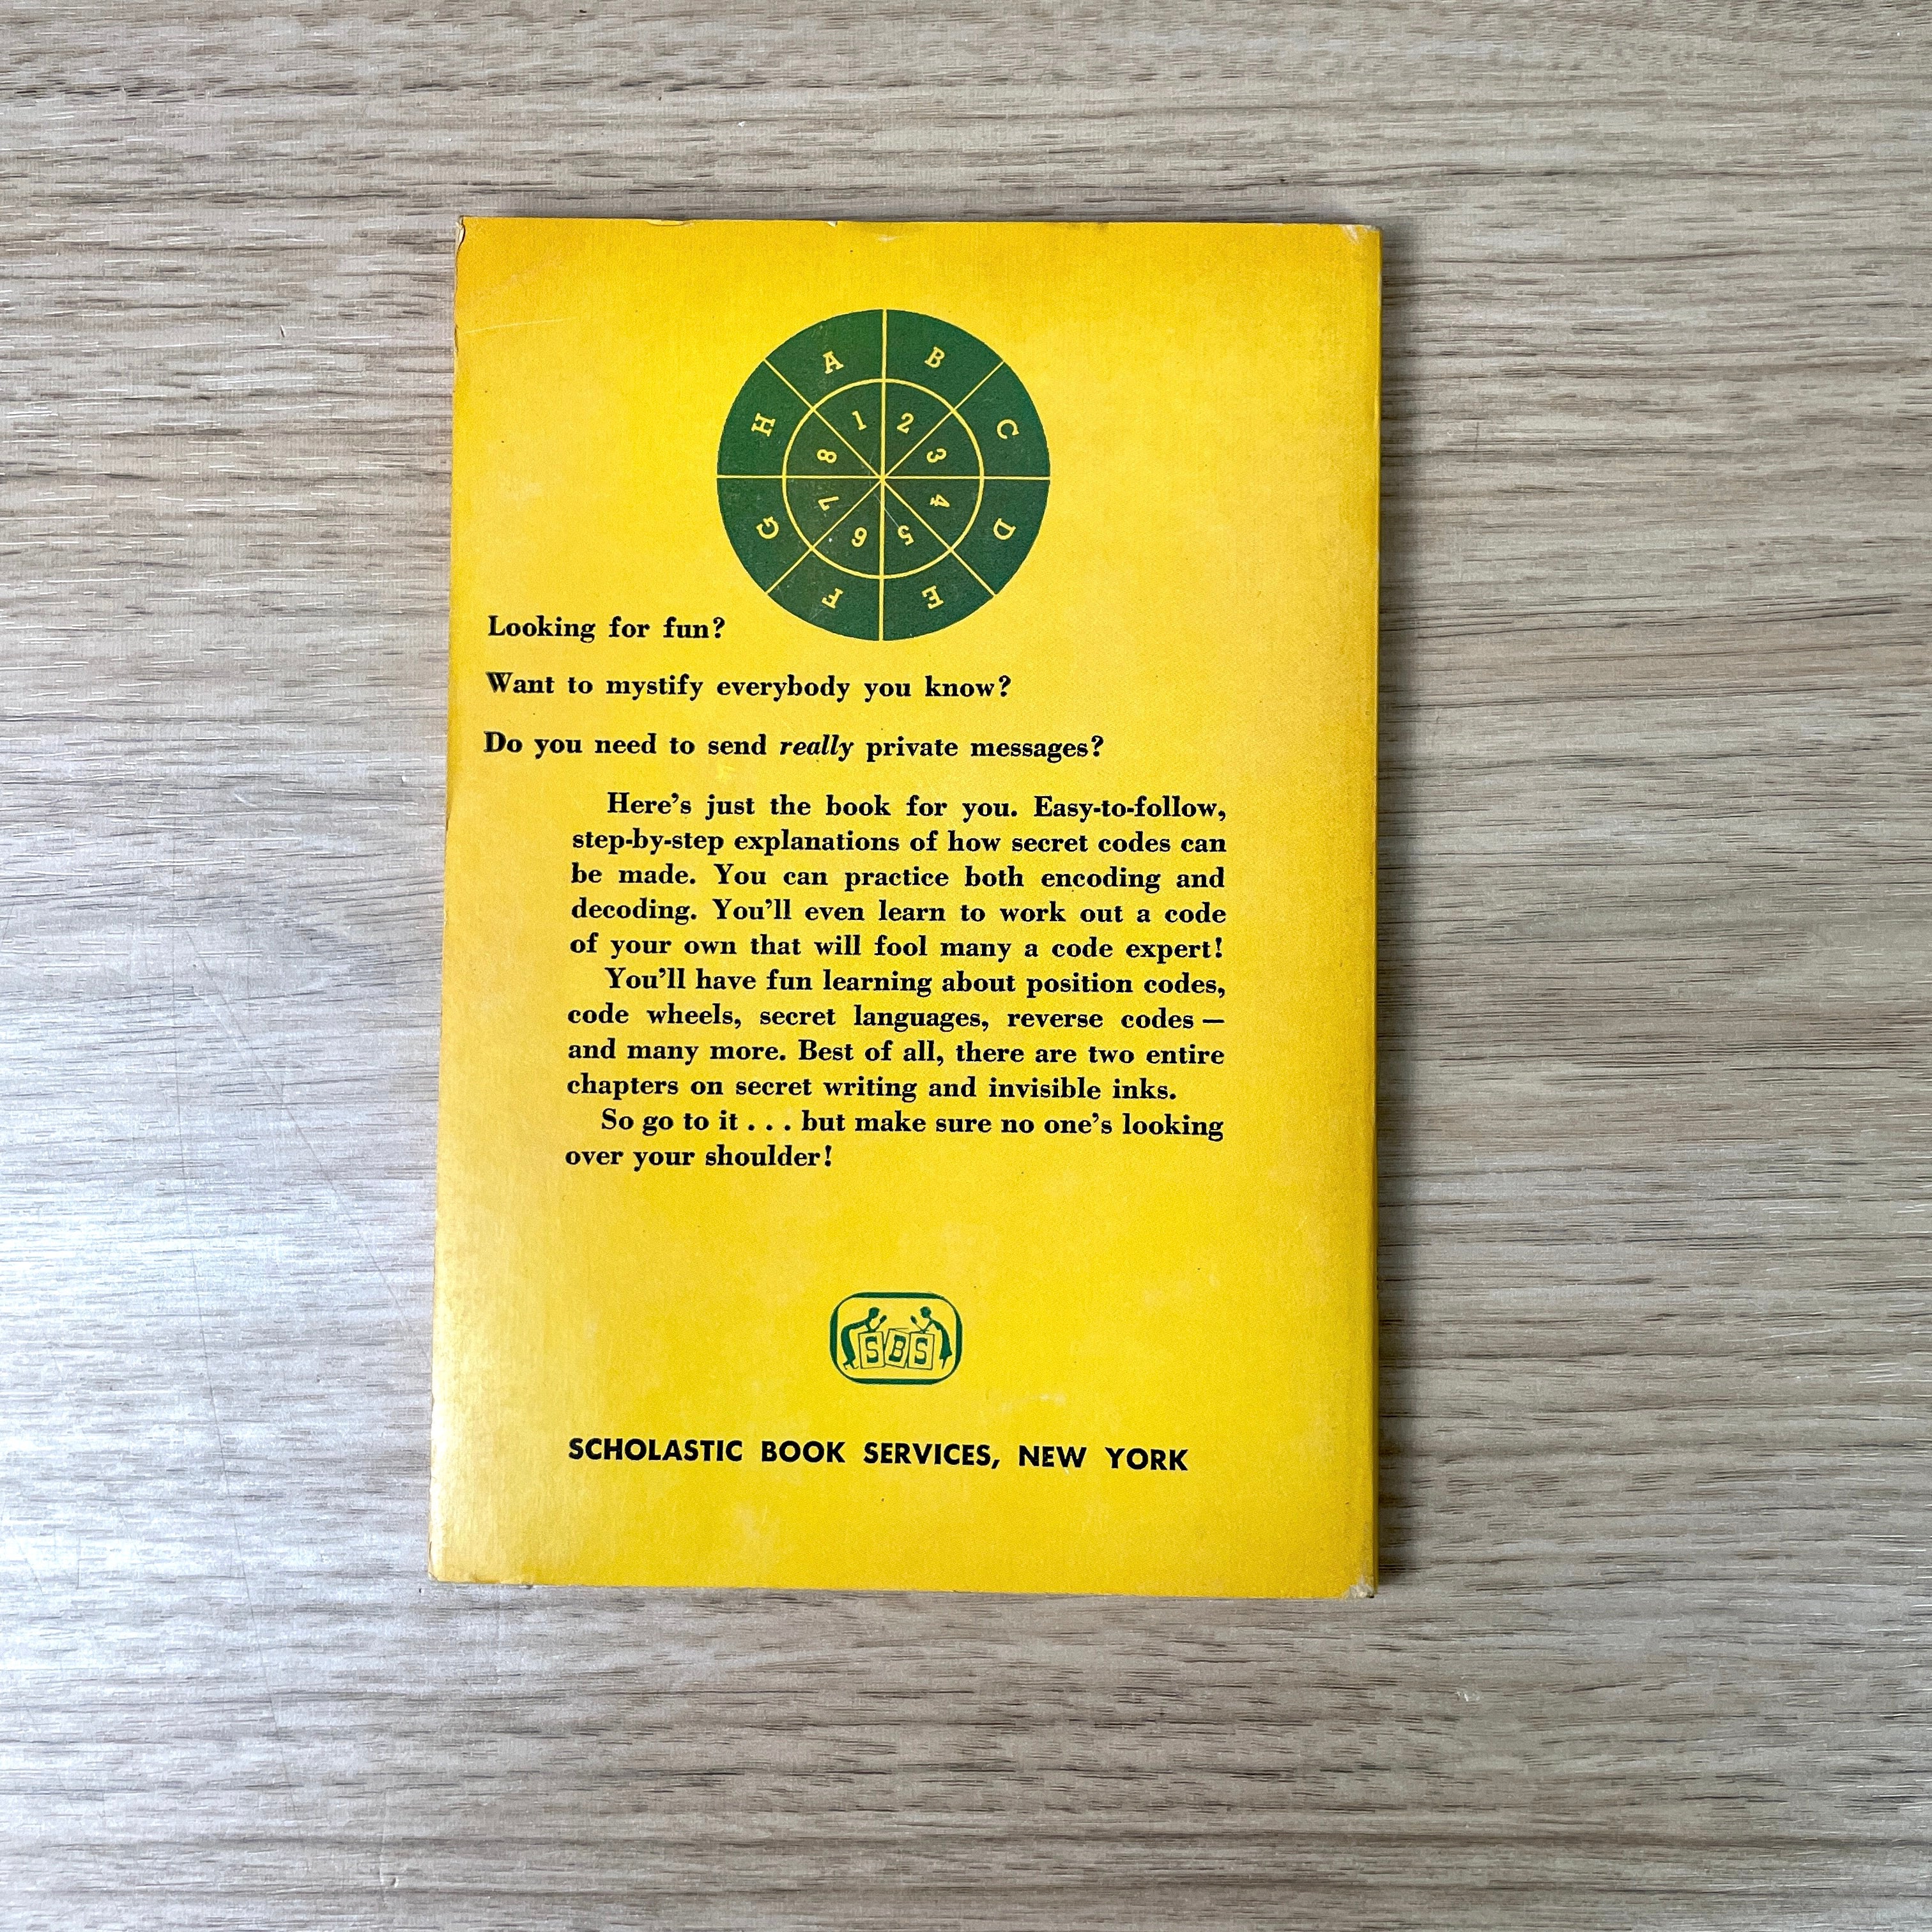 A B C D E F G H
1 2 3 4 5 6 7 8
Looking for fun?
Want to mystify everybody you know?
Do you need to send really private messages?
Here's just the book for you. Easy-to-follow,
step-by-step explanations of how secret codes can
be made. You can practice both encoding and
decoding. You'll even learn to work out a code
of your own that will fool many a code expert!
You'll have fun learning about position codes,
code wheels, secret languages, reverse codes —
and many more. Best of all, there are two entire
chapters on secret writing and invisible inks.
So go to it . . . but make sure no one's looking
over your shoulder!
SBS
SCHOLASTIC BOOK SERVICES, NEW YORK